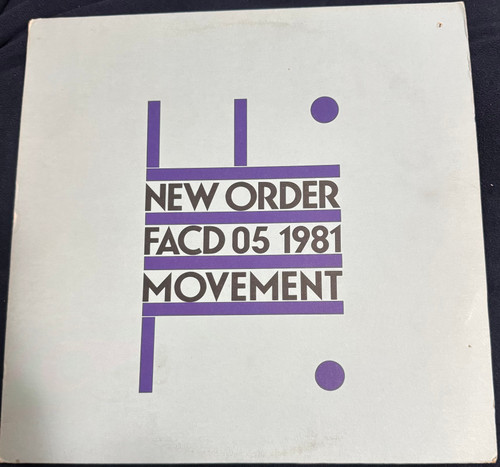 NEW ORDER
FACD 05 1981
MOVEMENT